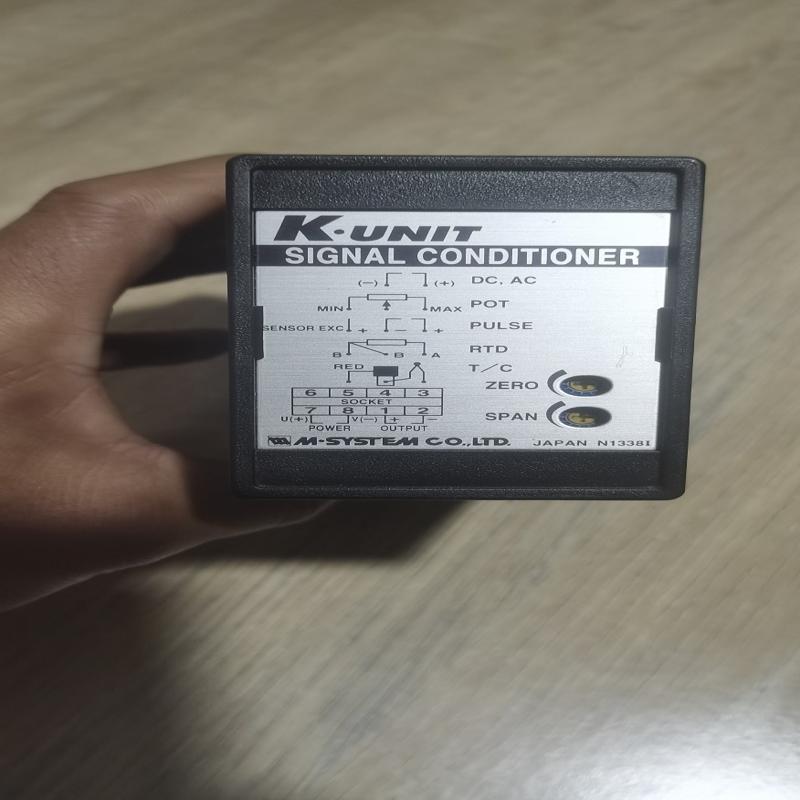 K·UNIT
SIGNAL CONDITIONER
(−) (+) DC, AC
MIN MAX POT
SENSOR EXC + − + PULSE
B B A RTD
RED T/C
ZERO
6 5 4 3
SOCKET
7 8 1 2
SPAN
U(+) V(−) + −
POWER OUTPUT
M-SYSTEM CO.,LTD. JAPAN N1338I